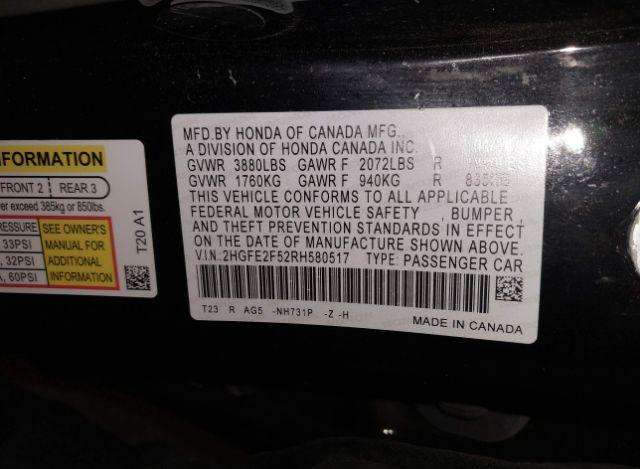 INFORMATION
FRONT 2 REAR 3
er exceed 385kg or 850lbs.
RESSURE SEE OWNER'S
33PSI MANUAL FOR
32PSI ADDITIONAL
A, 60PSI INFORMATION
T20 A1
MFD.BY HONDA OF CANADA MFG.,
A DIVISION OF HONDA CANADA INC.
GVWR 3880LBS GAWR F 2072LBS R
GVWR 1760KG GAWR F 940KG R
THIS VEHICLE CONFORMS TO ALL APPLICABLE
FEDERAL MOTOR VEHICLE SAFETY , BUMPER ,
AND THEFT PREVENTION STANDARDS IN EFFECT
ON THE DATE OF MANUFACTURE SHOWN ABOVE.
V.I.N: 2HGFE2F52RH580517 TYPE: PASSENGER CAR
T23 R AG5 -NH731P -Z -H
MADE IN CANADA